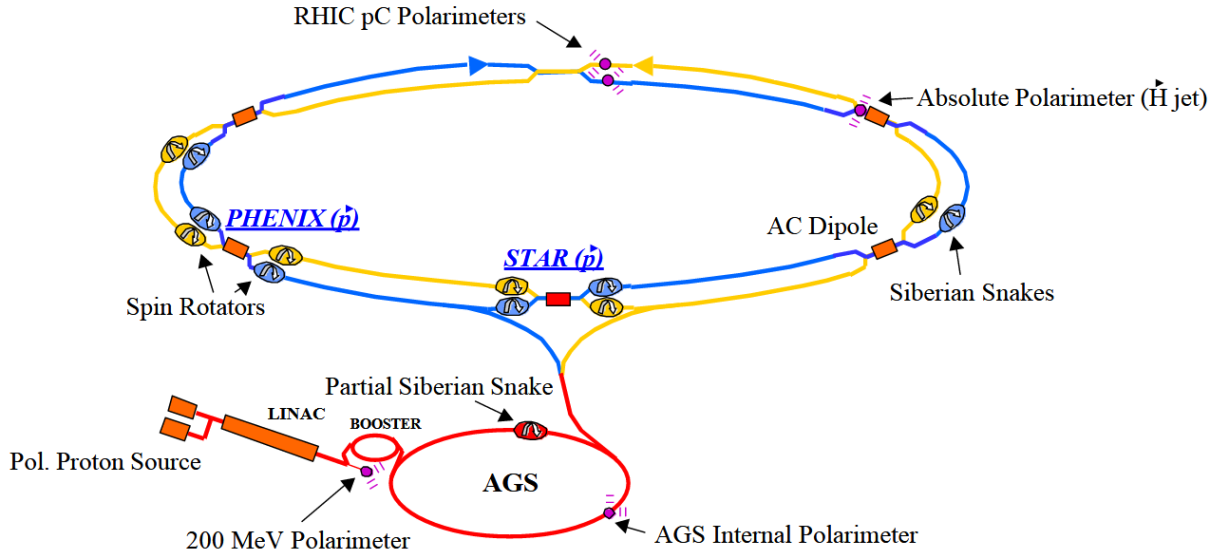 RHIC pC Polarimeters
Absolute Polarimeter (H jet)
PHENIX (p)
AC Dipole
STAR (p)
Spin Rotators
Siberian Snakes
Partial Siberian Snake
LINAC
BOOSTER
Pol. Proton Source
AGS
200 MeV Polarimeter
AGS Internal Polarimeter